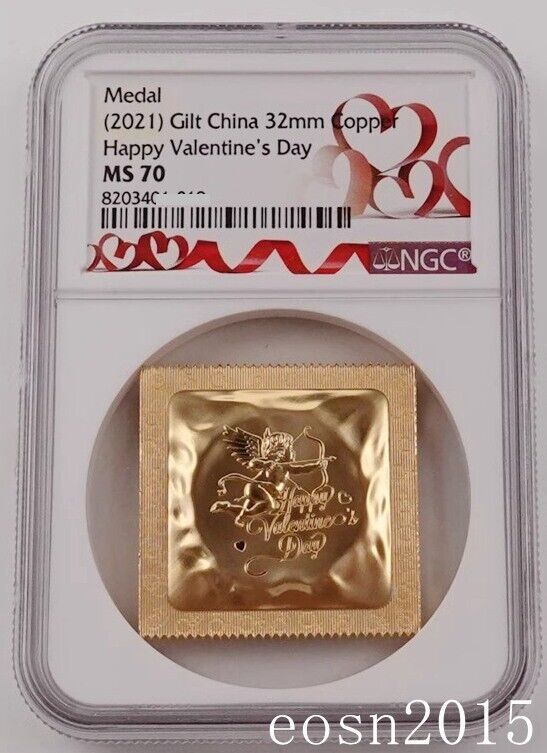 Medal
(2021) Gilt China 32mm Copper
Happy Valentine's Day
MS 70
NGC®
Happy
Valentine's
Day
eosn2015